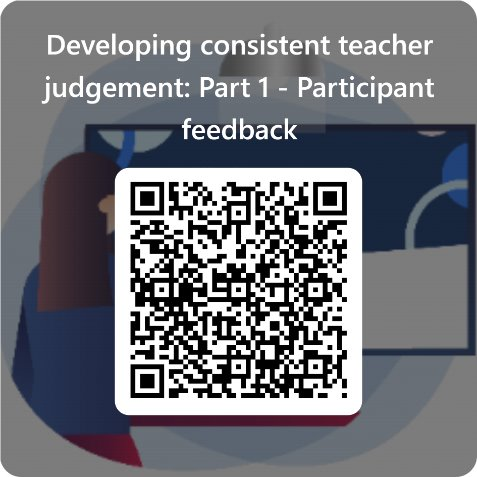 Developing consistent teacher
judgement: Part 1 - Participant
feedback